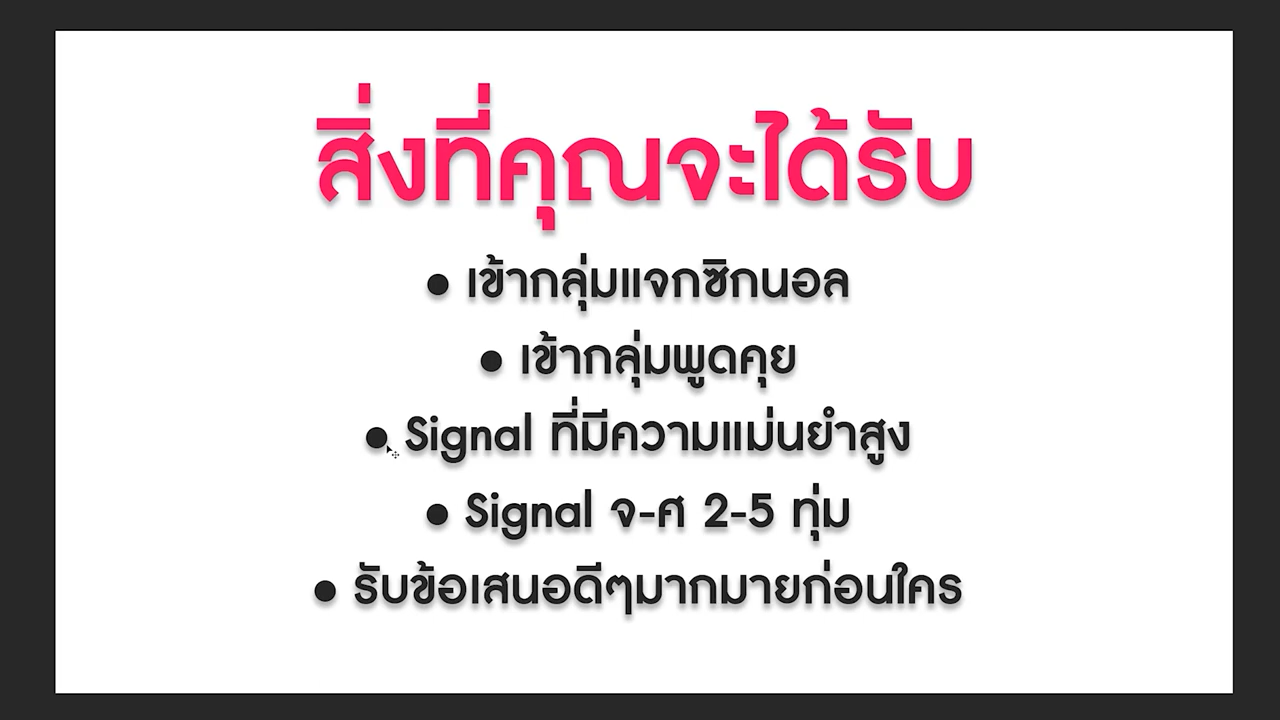 สิ่งที่คุณจะได้รับ
● เข้ากลุ่มแจกซิกนอล
● เข้ากลุ่มพูดคุย
● Signal ที่มีความแม่นยำสูง
● Signal จ-ศ 2-5 ทุ่ม
● รับข้อเสนอดีๆมากมายก่อนใคร